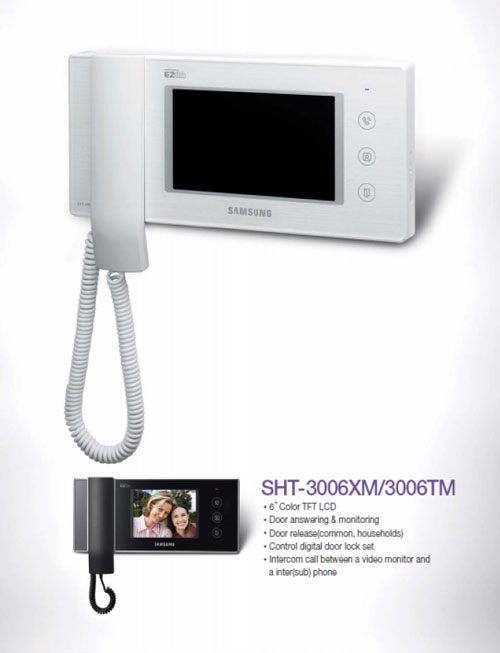 EZON
SAMSUNG
SAMSUNG
SHT-3006XM/3006TM
• 6˝ Color TFT LCD
• Door answering & monitoring
• Door release(common, households)
• Control digital door lock set
• Intercom call between a video monitor and
a inter(sub) phone